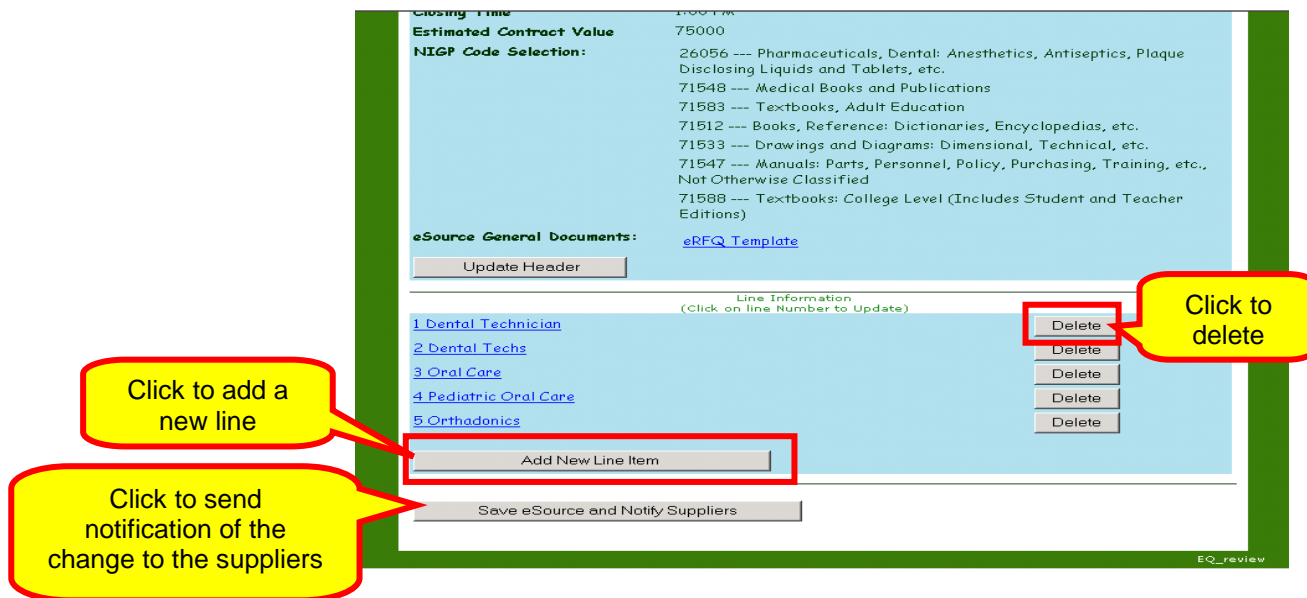 Closing Time 1:00 PM
Estimated Contract Value 75000
NIGP Code Selection: 26056 --- Pharmaceuticals, Dental: Anesthetics, Antiseptics, Plaque
Disclosing Liquids and Tablets, etc.
71548 --- Medical Books and Publications
71583 --- Textbooks, Adult Education
71512 --- Books, Reference: Dictionaries, Encyclopedias, etc.
71533 --- Drawings and Diagrams: Dimensional, Technical, etc.
71547 --- Manuals: Parts, Personnel, Policy, Purchasing, Training, etc.,
Not Otherwise Classified
71588 --- Textbooks: College Level (Includes Student and Teacher
Editions)
eSource General Documents: eRFQ Template
Update Header
Line Information
(Click on line Number to Update)
1 Dental Technician Delete
Click to
delete
2 Dental Techs Delete
3 Oral Care Delete
4 Pediatric Oral Care Delete
5 Orthadonics Delete
Click to add a
new line
Add New Line Item
Click to send
notification of the
change to the suppliers
Save eSource and Notify Suppliers
EQ_review